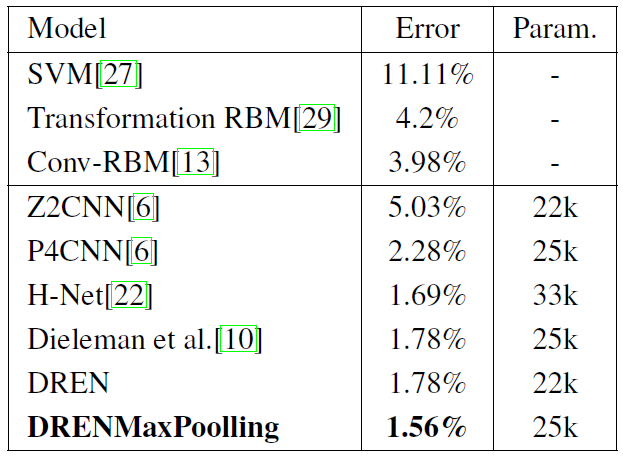 Model Error Param.
SVM[27] 11.11% -
Transformation RBM[29] 4.2% -
Conv-RBM[13] 3.98% -
Z2CNN[6] 5.03% 22k
P4CNN[6] 2.28% 25k
H-Net[22] 1.69% 33k
Dieleman et al.[10] 1.78% 25k
DREN 1.78% 22k
DRENMaxPoolling 1.56% 25k